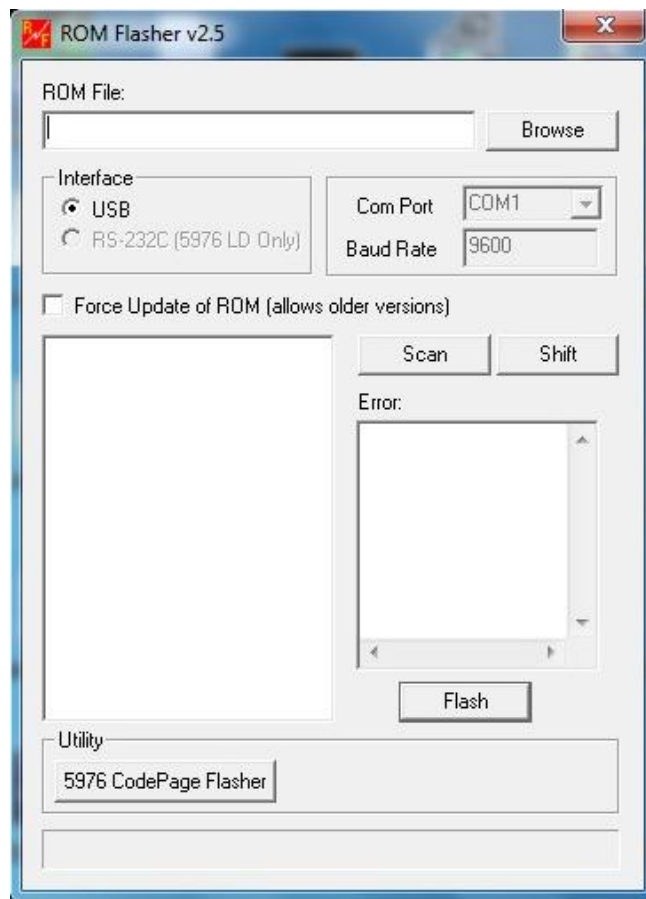 RF ROM Flasher v2.5
ROM File:
Browse
Interface
USB
RS-232C (5976 LD Only)
Com Port COM1
Baud Rate 9600
Force Update of ROM (allows older versions)
Scan Shift
Error:
Flash
Utility
5976 CodePage Flasher